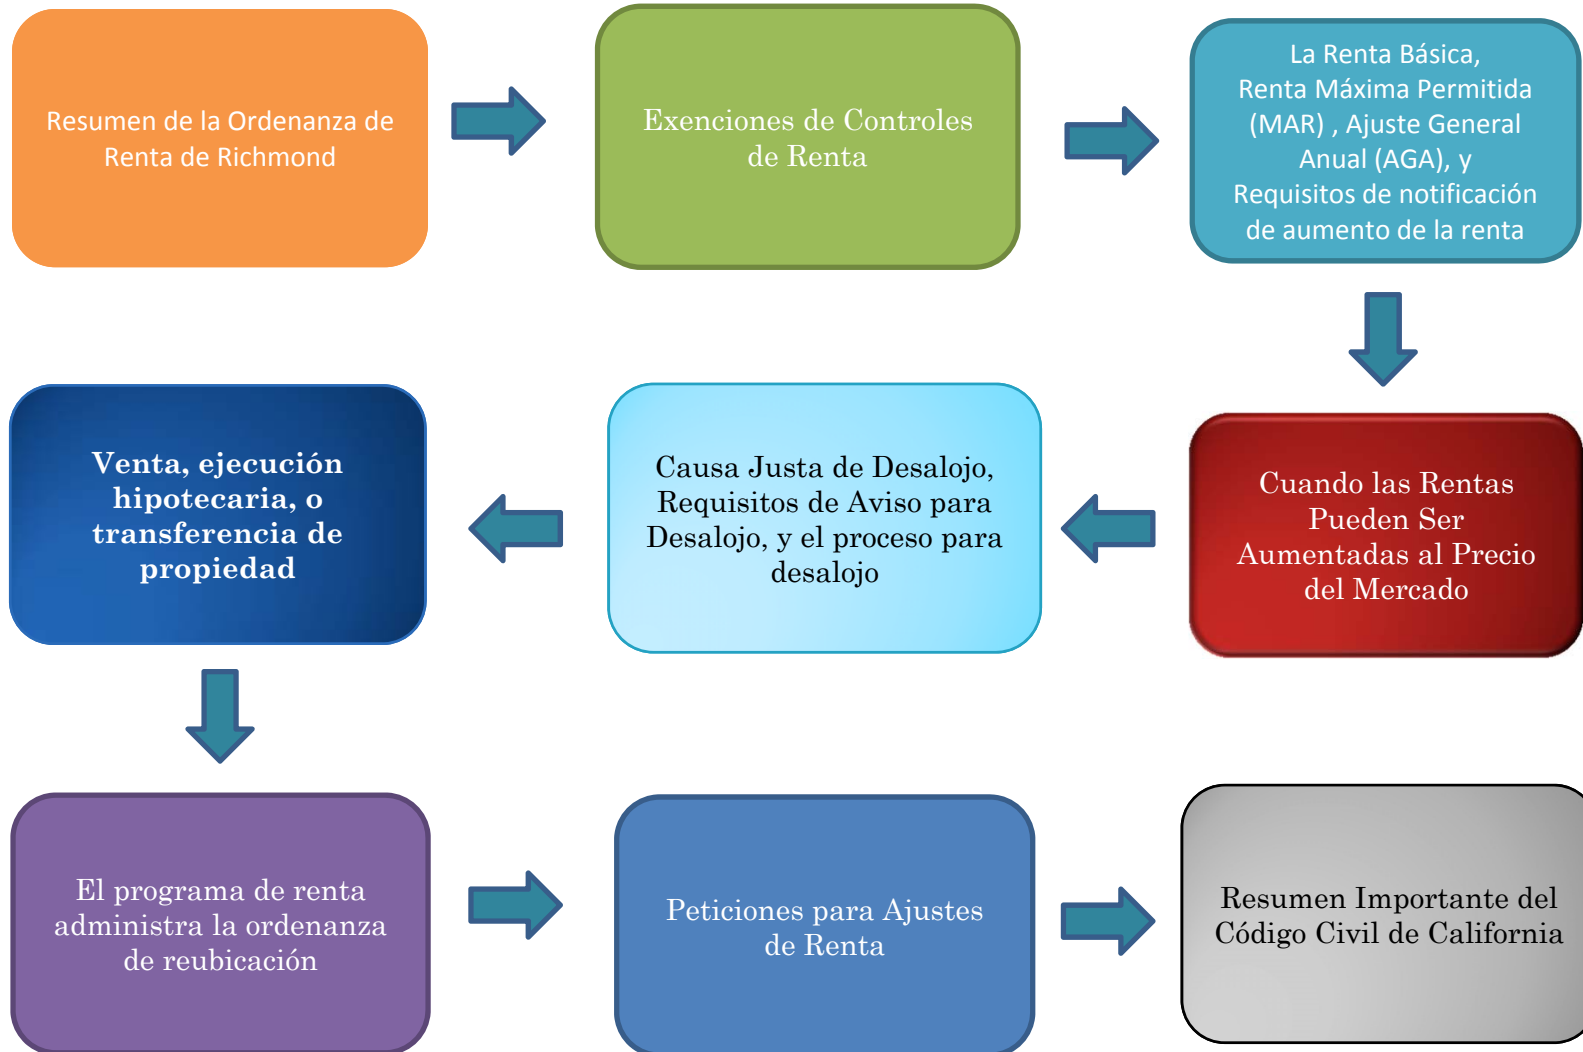 Resumen de la Ordenanza de
Renta de Richmond
Exenciones de Controles
de Renta
La Renta Básica,
Renta Máxima Permitida
(MAR) , Ajuste General
Anual (AGA), y
Requisitos de notificación
de aumento de la renta
Cuando las Rentas
Pueden Ser
Aumentadas al Precio
del Mercado
Causa Justa de Desalojo,
Requisitos de Aviso para
Desalojo, y el proceso para
desalojo
Venta, ejecución
hipotecaria, o
transferencia de
propiedad
El programa de renta
administra la ordenanza
de reubicación
Peticiones para Ajustes
de Renta
Resumen Importante del
Código Civil de California